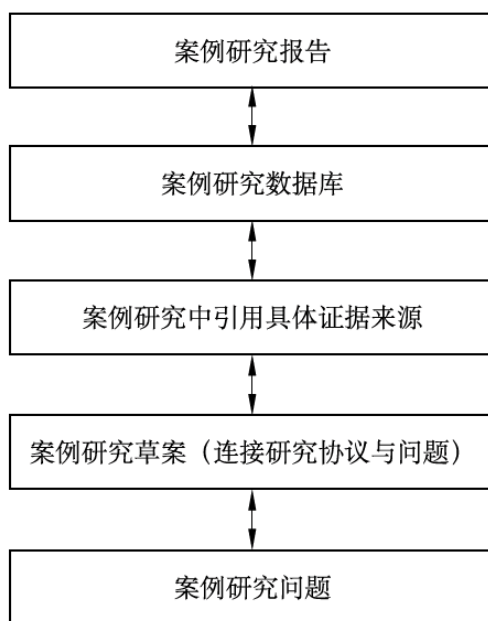 案例研究报告
案例研究数据库
案例研究中引用具体证据来源
案例研究草案（连接研究协议与问题）
案例研究问题